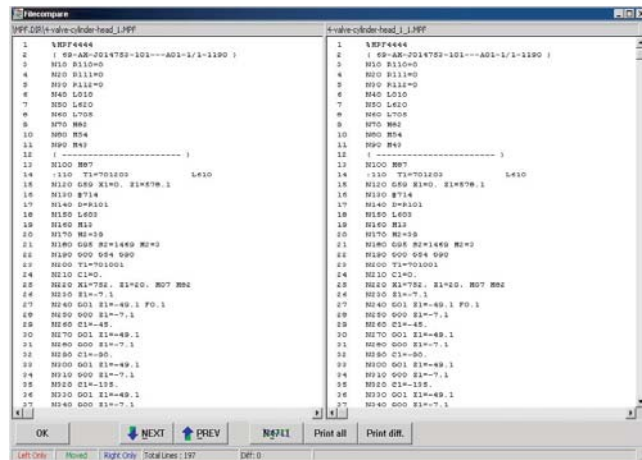 Filecompare
\MPF.DIR\4-valve-cylinder-head_1.MPF
1 %MPF4444
2 ( 69-AM-J014753-101---A01-1/1-1190 )
3 N10 R110=0
4 N20 R111=0
5 N30 R112=0
6 N40 L010
7 N50 L620
8 N60 L705
9 N70 M82
10 N80 M54
11 N90 M43
12 ( ----------------------- )
13 N100 M87
14 :110 T1=701203 L610
15 N120 G59 X1=0. Z1=578.1
16 N130 @714
17 N140 D=R101
18 N150 L603
19 N160 M13
20 N170 M2=39
21 N180 G95 S2=1469 M2=3
22 N190 G00 G54 G90
23 N200 T1=701001
24 N210 C1=0.
25 N220 X1=752. Z1=20. M07 M82
26 N230 Z1=-7.1
27 N240 G01 Z1=-49.1 F0.1
28 N250 G00 Z1=-7.1
29 N260 C1=-45.
30 N270 G01 Z1=-49.1
31 N280 G00 Z1=-7.1
32 N290 C1=-90.
33 N300 G01 Z1=-49.1
34 N310 G00 Z1=-7.1
35 N320 C1=-135.
36 N330 G01 Z1=-49.1
37 N340 G00 Z1=-7.1
4-valve-cylinder-head_1_1.MPF
1 %MPF4444
2 ( 69-AM-J014753-101---A01-1/1-1190 )
3 N10 R110=0
4 N20 R111=0
5 N30 R112=0
6 N40 L010
7 N50 L620
8 N60 L705
9 N70 M82
10 N80 M54
11 N90 M43
12 ( ----------------------- )
13 N100 M87
14 :110 T1=701203 L610
15 N120 G59 X1=0. Z1=578.1
16 N130 @714
17 N140 D=R101
18 N150 L603
19 N160 M13
20 N170 M2=39
21 N180 G95 S2=1469 M2=3
22 N190 G00 G54 G90
23 N200 T1=701001
24 N210 C1=0.
25 N220 X1=752. Z1=20. M07 M82
26 N230 Z1=-7.1
27 N240 G01 Z1=-49.1 F0.1
28 N250 G00 Z1=-7.1
29 N260 C1=-45.
30 N270 G01 Z1=-49.1
31 N280 G00 Z1=-7.1
32 N290 C1=-90.
33 N300 G01 Z1=-49.1
34 N310 G00 Z1=-7.1
35 N320 C1=-135.
36 N330 G01 Z1=-49.1
37 N340 G00 Z1=-7.1
OK NEXT PREV Print all Print diff.
Left Only Moved Right Only Total Lines : 197 Diff: 0